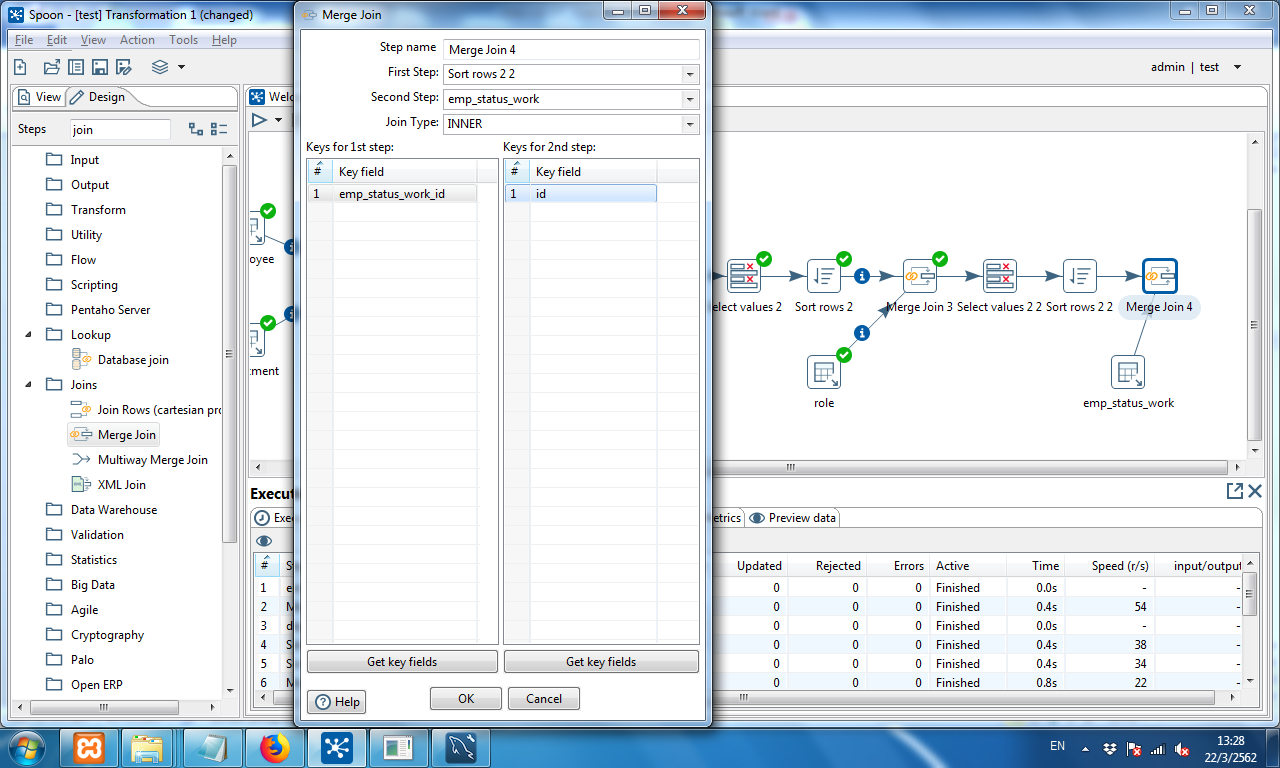 Spoon - [test] Transformation 1 (changed)
File Edit View Action Tools Help
admin | test
View Design
Steps join
Input
Output
Transform
Utility
Flow
Scripting
Pentaho Server
Lookup
Database join
Joins
Join Rows (cartesian pro
Merge Join
Multiway Merge Join
XML Join
Data Warehouse
Validation
Statistics
Big Data
Agile
Cryptography
Palo
Open ERP
Merge Join
Step name Merge Join 4
First Step: Sort rows 2 2
Second Step: emp_status_work
Join Type: INNER
Keys for 1st step: Keys for 2nd step:
# Key field # Key field
1 emp_status_work_id 1 id
Get key fields Get key fields
Help OK Cancel
Welc
oyee
tment
elect values 2 Sort rows 2 Merge Join 3 Select values 2 2 Sort rows 2 2 Merge Join 4
role emp_status_work
Execut
Exe etrics Preview data
# S Updated Rejected Errors Active Time Speed (r/s) input/output
1 e 0 0 0 Finished 0.0s - -
2 M 0 0 0 Finished 0.4s 54 -
3 d 0 0 0 Finished 0.0s - -
4 S 0 0 0 Finished 0.4s 38 -
5 S 0 0 0 Finished 0.4s 34 -
6 M 0 0 0 Finished 0.8s 22 -
EN 13:28
22/3/2562